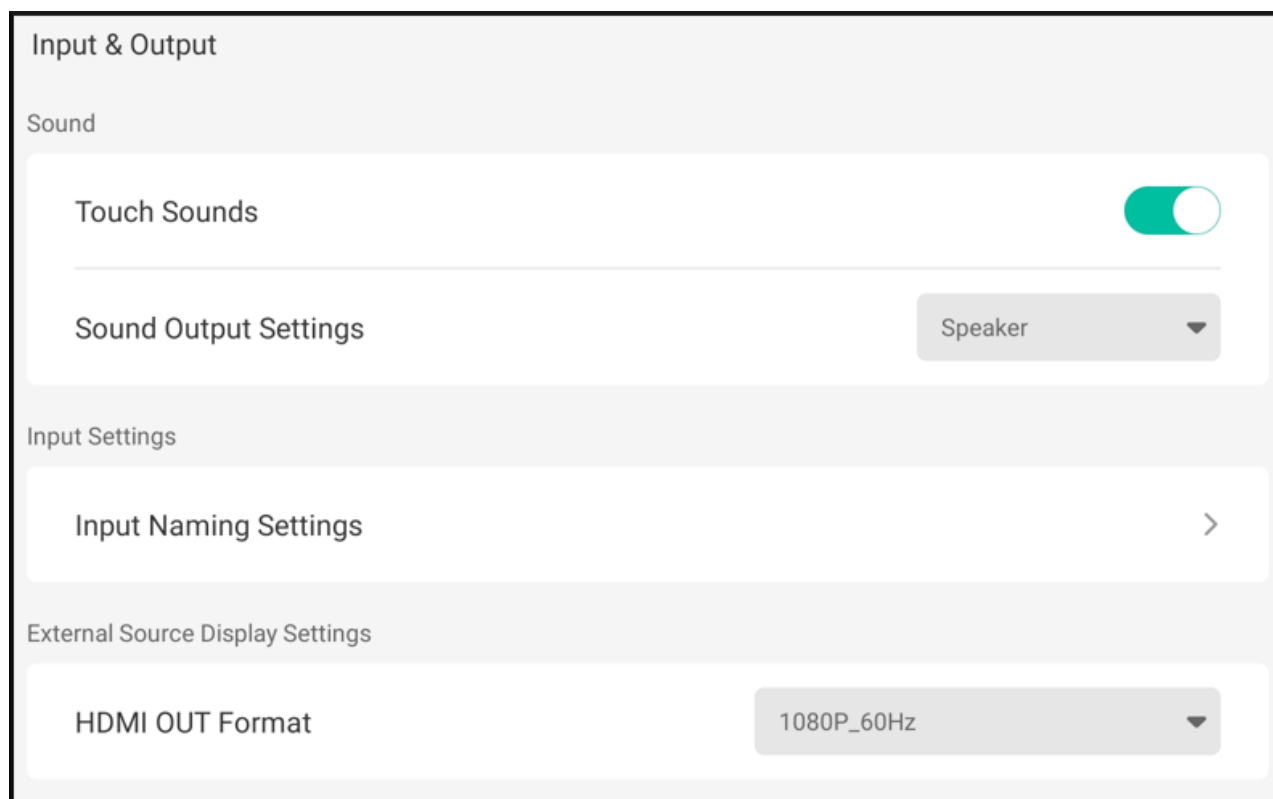 Input & Output
Sound
Touch Sounds
Sound Output Settings
Speaker
Input Settings
Input Naming Settings
External Source Display Settings
HDMI OUT Format
1080P_60Hz